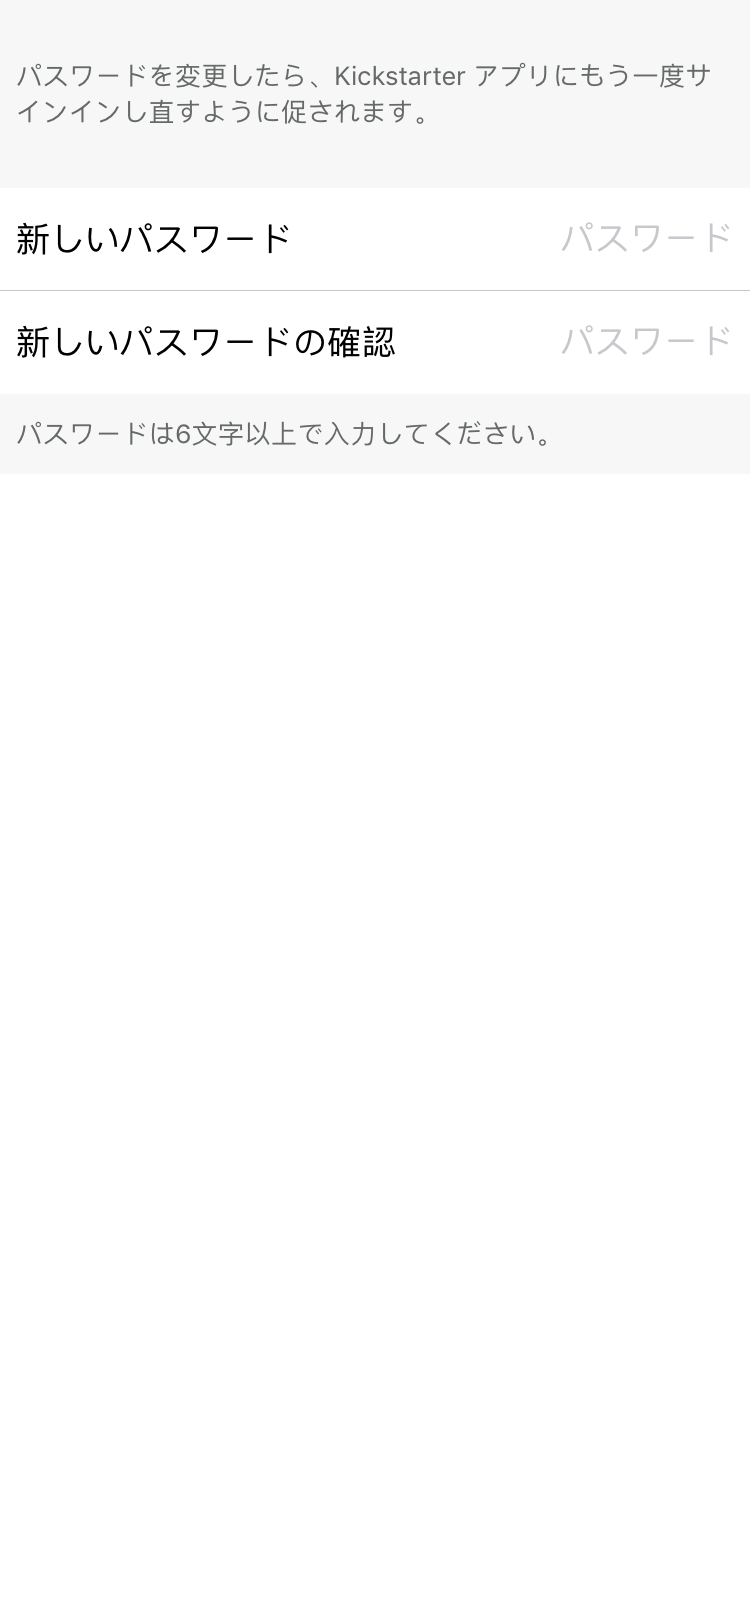 パスワードを変更したら、Kickstarter アプリにもう一度サ
インインし直すように促されます。
新しいパスワード パスワード
新しいパスワードの確認 パスワード
パスワードは6文字以上で入力してください。